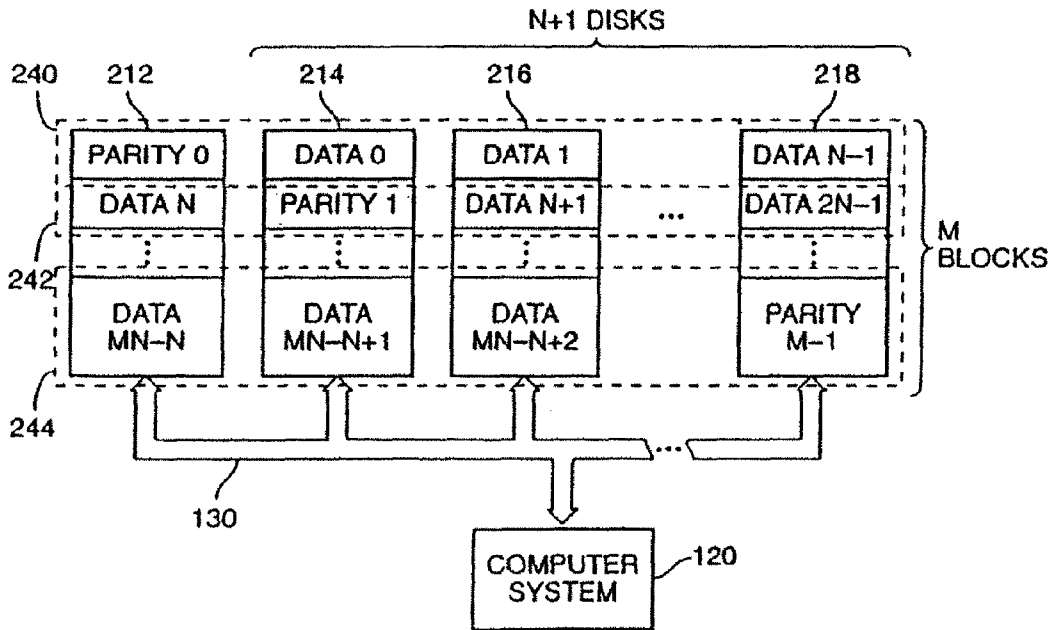 N+1 DISKS
240 212 214 216 218
PARITY 0 DATA 0 DATA 1 DATA N–1
DATA N PARITY 1 DATA N+1 ... DATA 2N–1
242
M
BLOCKS
DATA
MN–N
DATA
MN–N+1
DATA
MN–N+2
PARITY
M–1
244
...
130
COMPUTER
SYSTEM
120